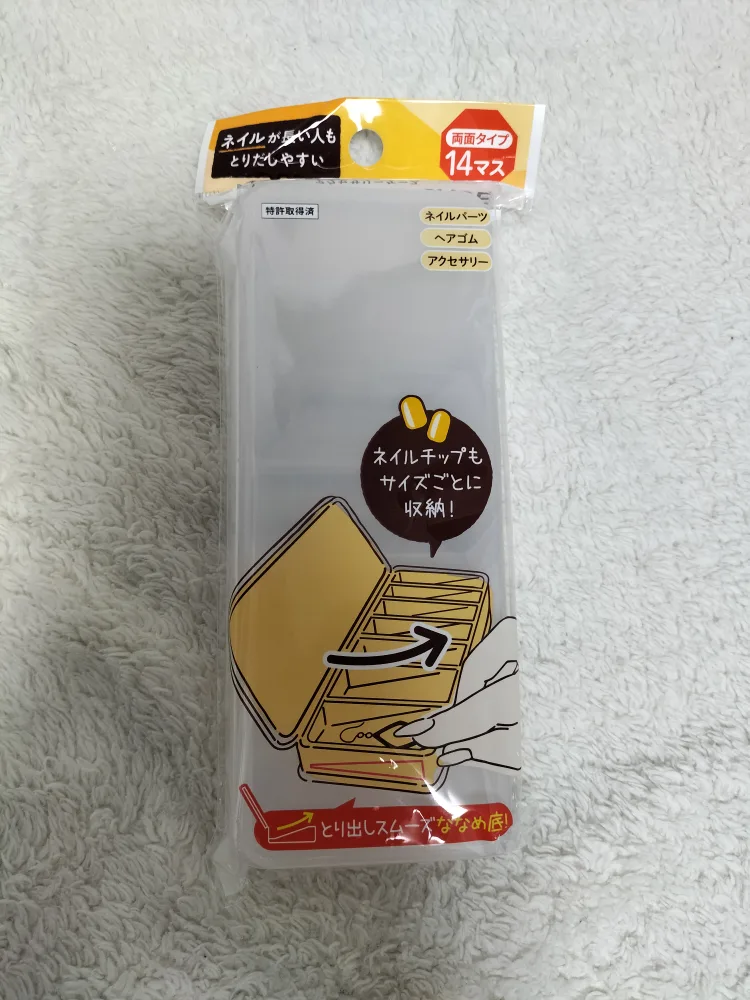 ネイルが長い人も
とりだしやすい
両面タイプ
14マス
特許取得済
ネイルパーツ
ヘアゴム
アクセサリー
ネイルチップも
サイズごとに
収納!
とり出しスムーズななめ底!